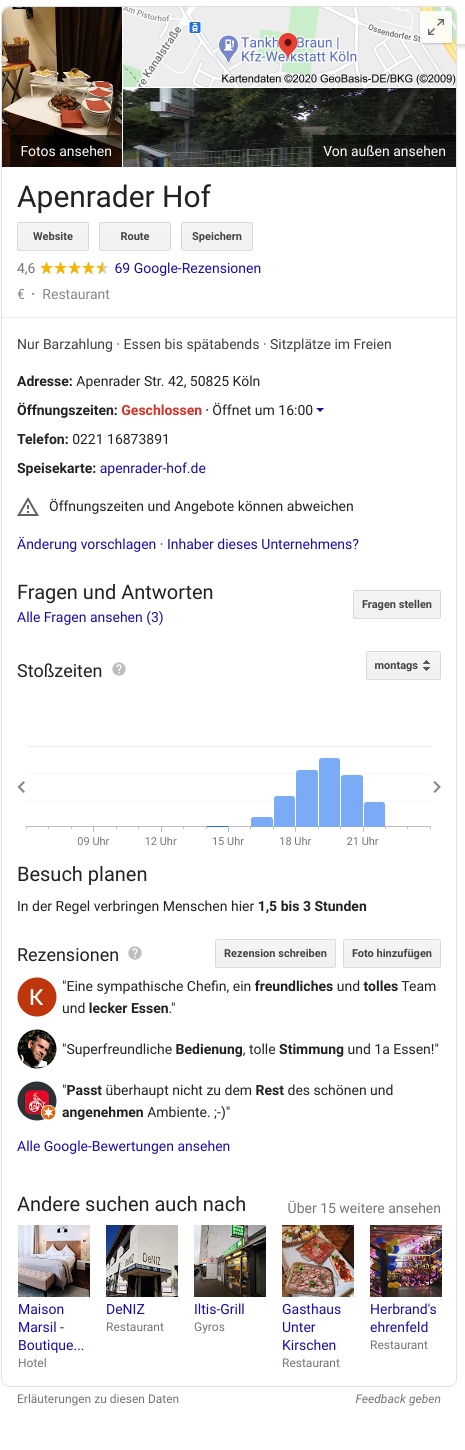 Am Pistorhof
Ossendorfer St
e Kanalstraße
Tankh Braun |
Kfz-Werkstatt Köln
Kartendaten ©2020 GeoBasis-DE/BKG (©2009)
Fotos ansehen
Von außen ansehen
Apenrader Hof
Website Route Speichern
4,6 69 Google-Rezensionen
€ · Restaurant
Nur Barzahlung · Essen bis spätabends · Sitzplätze im Freien
Adresse: Apenrader Str. 42, 50825 Köln
Öffnungszeiten: Geschlossen · Öffnet um 16:00
Telefon: 0221 16873891
Speisekarte: apenrader-hof.de
Öffnungszeiten und Angebote können abweichen
Änderung vorschlagen · Inhaber dieses Unternehmens?
Fragen und Antworten
Alle Fragen ansehen (3)
Fragen stellen
Stoßzeiten ?
montags
09 Uhr 12 Uhr 15 Uhr 18 Uhr 21 Uhr
Besuch planen
In der Regel verbringen Menschen hier 1,5 bis 3 Stunden
Rezensionen ? Rezension schreiben Foto hinzufügen
K
"Eine sympathische Chefin, ein freundliches und tolles Team
und lecker Essen."
"Superfreundliche Bedienung, tolle Stimmung und 1a Essen!"
"Passt überhaupt nicht zu dem Rest des schönen und
angenehmen Ambiente. ;-)"
Alle Google-Bewertungen ansehen
Andere suchen auch nach
Über 15 weitere ansehen
DeNIZ
Maison
Marsil -
Boutique...
Hotel
DeNIZ
Restaurant
Iltis-Grill
Gyros
Gasthaus
Unter
Kirschen
Restaurant
Herbrand's
ehrenfeld
Restaurant
Erläuterungen zu diesen Daten
Feedback geben